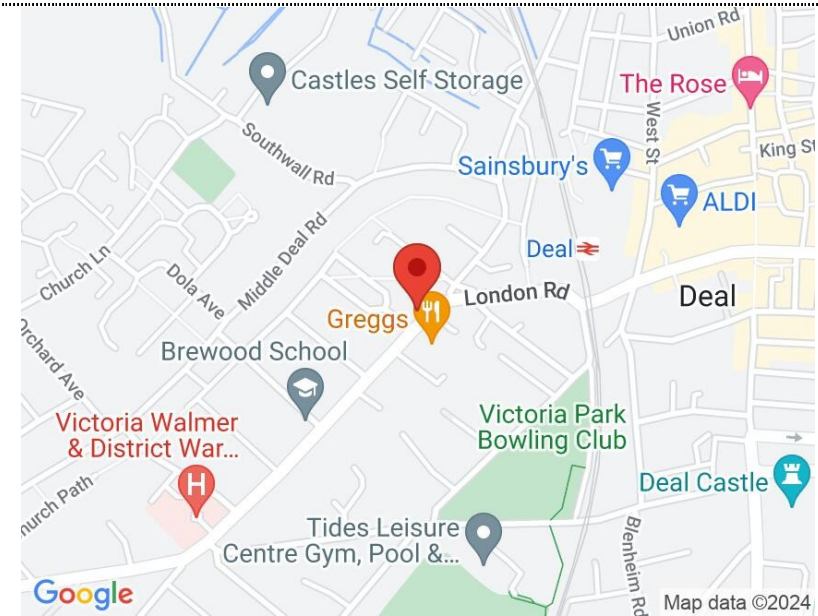 Union Rd
Castles Self Storage
The Rose
West St
King St
Southwall Rd
Sainsbury's
ALDI
Church Ln
Middle Deal Rd
Dola Ave
Deal
London Rd
Deal
Greggs
Orchard Ave
Brewood School
Victoria Walmer
& District War...
Victoria Park
Bowling Club
H
Deal Castle
hurch Path
Tides Leisure
Centre Gym, Pool &...
Blenheim Rd
Google
Map data ©2024